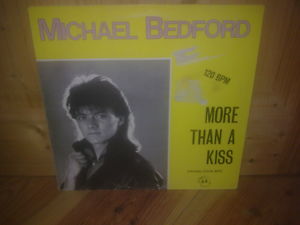 MICHAEL BEDFORD
120 BPM
MORE
THAN A
KISS